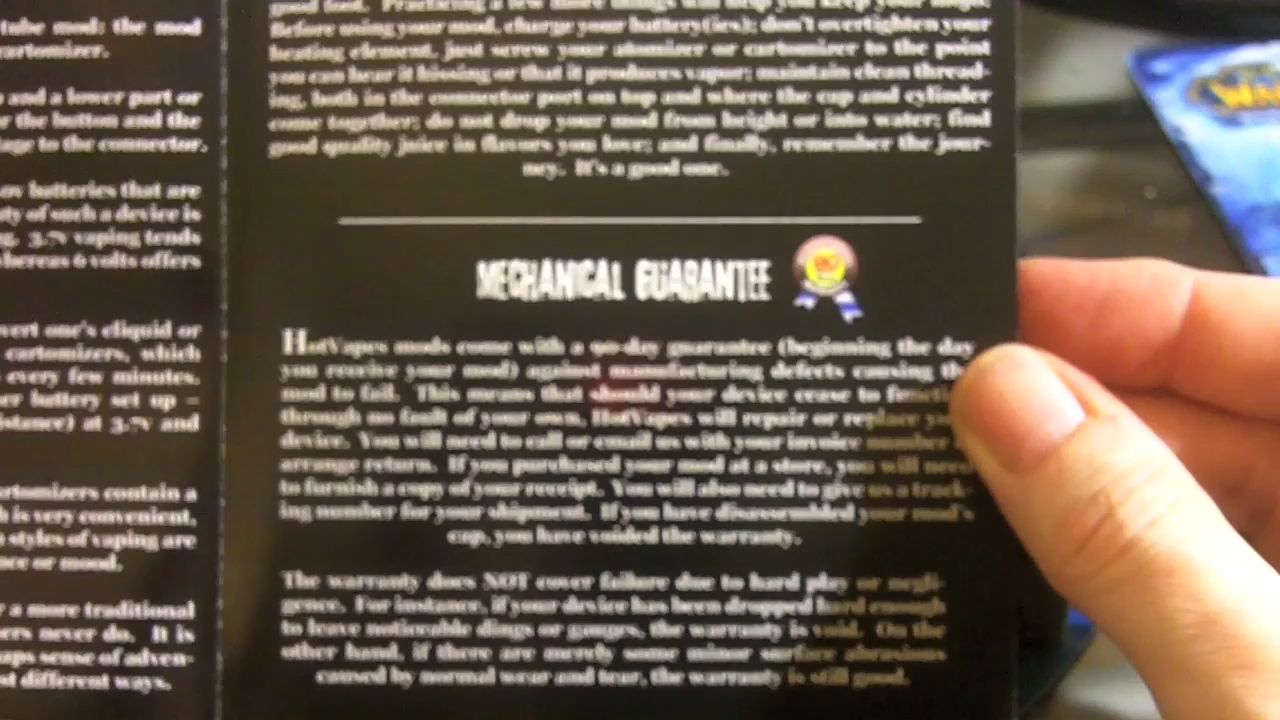 tube mod: the mod
cartomizer.
and a lower part or
the button and the
to the connector.
batteries that are
of such a device is
3.7v vaping tends
whereas 6 volts offers
one's eliquid or
cartomizers, which
every few minutes.
battery set up –
at 3.7v and
contain a
is very convenient,
styles of vaping are
or mood.
a more traditional
never do. It is
sense of adven-
different ways.
good foot. Practicing a few more things will help you keep your
Before using your mod, charge your battery(ies); don't overtighten your
heating element, just screw your atomizer or cartomizer to the point
you can hear it hissing or that it produces vapor; maintain clean thread-
ing, both in the connector port on top and where the cap and cylinder
come together; do not drop your mod from height or into water; find
good quality juice in flavors you love; and finally, remember the jour-
ney. It's a good one.
MECHANICAL GUARANTEE
HotVapes mods come with a 90-day guarantee (beginning the day
you receive your mod) against manufacturing defects causing
mod to fail. This means that should your device cease to
through no fault of your own, HotVapes will repair or replace
device. You will need to call or email us with your invoice number
arrange return. If you purchased your mod at a store, you will need
to furnish a copy of your receipt. You will also need to give us a track-
ing number for your shipment. If you have disassembled your mod's
cap, you have voided the warranty.
The warranty does NOT cover failure due to hard play or negli-
gence. For instance, if your device has been dropped hard enough
to leave noticeable dings or gouges, the warranty is void. On the
other hand, if there are merely some minor surface abrasions
caused by normal wear and tear, the warranty is still good.